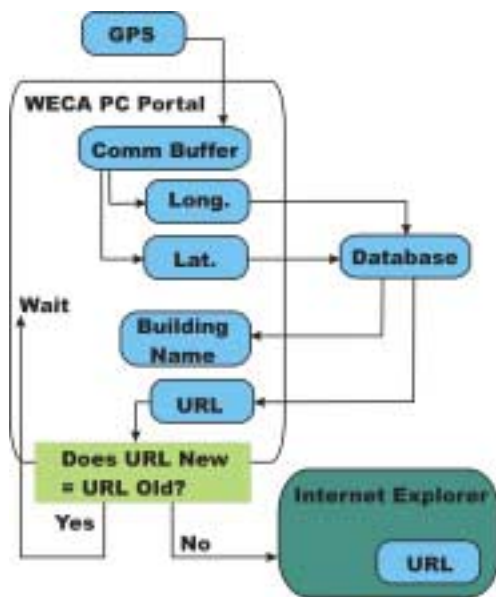 GPS
WECA PC Portal
Comm Buffer
Long.
Lat.
Database
Wait
Building
Name
URL
Does URL New
= URL Old?
Internet Explorer
Yes
No
URL